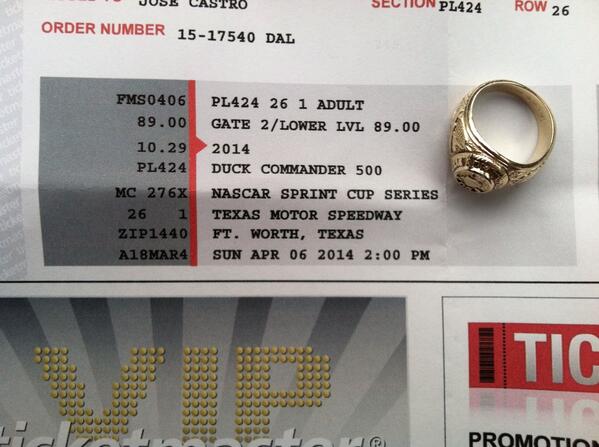 JOSE CASTRO
SECTION PL424 ROW 26
ORDER NUMBER 15-17540 DAL
FMS0406 PL424 26 1 ADULT
89.00 GATE 2/LOWER LVL 89.00
10.29 2014
PL424 DUCK COMMANDER 500
MC 276X NASCAR SPRINT CUP SERIES
26 1 TEXAS MOTOR SPEEDWAY
ZIP1440 FT. WORTH, TEXAS
A18MAR4 SUN APR 06 2014 2:00 PM
VIP
ticketmaster®
TIC
PROMOTION